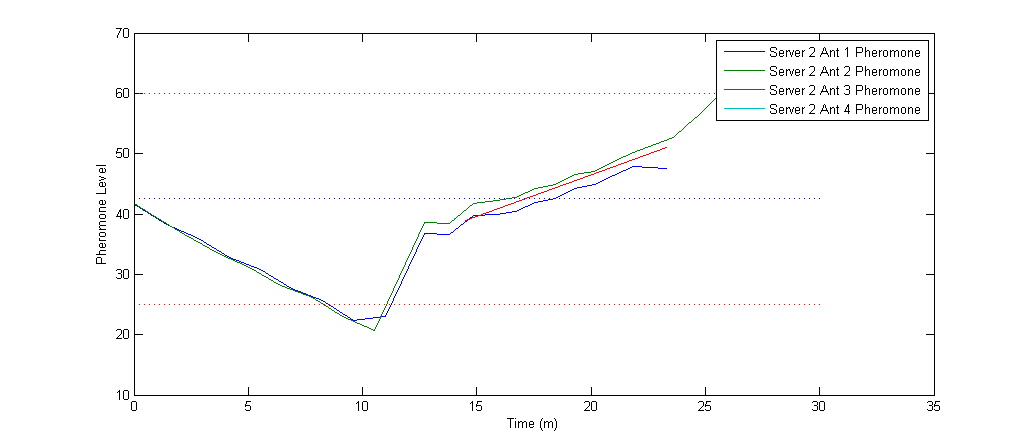 70
60
50
40
30
20
10
Pheromone Level
Server 2 Ant 1 Pheromone
Server 2 Ant 2 Pheromone
Server 2 Ant 3 Pheromone
Server 2 Ant 4 Pheromone
0 5 10 15 20 25 30 35
Time (m)